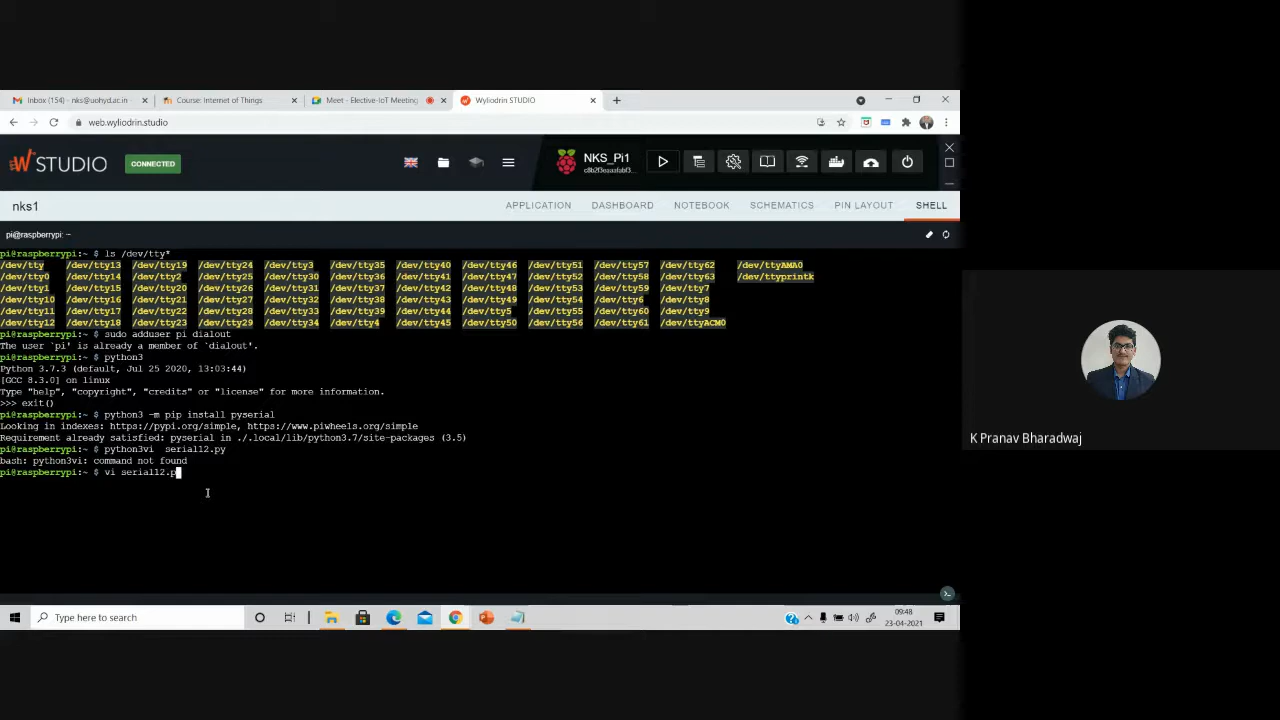 Inbox (154) - nks@uohyd.ac.in -
Course: Internet of Things
Meet - Elective-IoT Meeting
Wyliodrin STUDIO
web.wyliodrin.studio
W STUDIO
CONNECTED
NKS_Pi1
c8b2f3eaaafabf3...
nks1
APPLICATION
DASHBOARD
NOTEBOOK
SCHEMATICS
PIN LAYOUT
SHELL
pi@raspberrypi: ~
pi@raspberrypi:~ $ ls /dev/tty*
/dev/tty /dev/tty13 /dev/tty19 /dev/tty24 /dev/tty3 /dev/tty35 /dev/tty40 /dev/tty46 /dev/tty51 /dev/tty57 /dev/tty62 /dev/ttyAMA0
/dev/tty0 /dev/tty14 /dev/tty2 /dev/tty25 /dev/tty30 /dev/tty36 /dev/tty41 /dev/tty47 /dev/tty52 /dev/tty58 /dev/tty63 /dev/ttyprintk
/dev/tty1 /dev/tty15 /dev/tty20 /dev/tty26 /dev/tty31 /dev/tty37 /dev/tty42 /dev/tty48 /dev/tty53 /dev/tty59 /dev/tty7
/dev/tty10 /dev/tty16 /dev/tty21 /dev/tty27 /dev/tty32 /dev/tty38 /dev/tty43 /dev/tty49 /dev/tty54 /dev/tty6 /dev/tty8
/dev/tty11 /dev/tty17 /dev/tty22 /dev/tty28 /dev/tty33 /dev/tty39 /dev/tty44 /dev/tty5 /dev/tty55 /dev/tty60 /dev/tty9
/dev/tty12 /dev/tty18 /dev/tty23 /dev/tty29 /dev/tty34 /dev/tty4 /dev/tty45 /dev/tty50 /dev/tty56 /dev/tty61 /dev/ttyACM0
pi@raspberrypi:~ $ sudo adduser pi dialout
The user `pi' is already a member of `dialout'.
pi@raspberrypi:~ $ python3
Python 3.7.3 (default, Jul 25 2020, 13:03:44)
[GCC 8.3.0] on linux
Type "help", "copyright", "credits" or "license" for more information.
>>> exit()
pi@raspberrypi:~ $ python3 -m pip install pyserial
Looking in indexes: https://pypi.org/simple, https://www.piwheels.org/simple
Requirement already satisfied: pyserial in ./.local/lib/python3.7/site-packages (3.5)
pi@raspberrypi:~ $ python3vi serial12.py
bash: python3vi: command not found
pi@raspberrypi:~ $ vi serial12.p
K Pranav Bharadwaj
Type here to search
09:48
23-04-2021